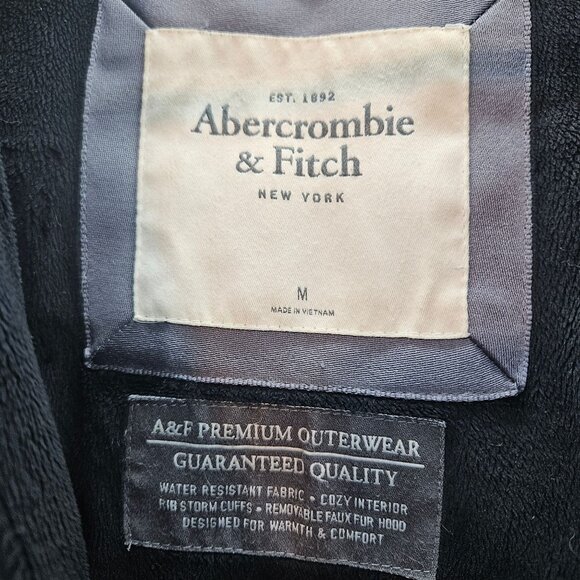 EST. 1892
Abercrombie
& Fitch
NEW YORK
M
MADE IN VIETNAM
A&F PREMIUM OUTERWEAR
GUARANTEED QUALITY
WATER RESISTANT FABRIC • COZY INTERIOR
RIB STORM CUFFS • REMOVABLE FAUX FUR HOOD
DESIGNED FOR WARMTH & COMFORT